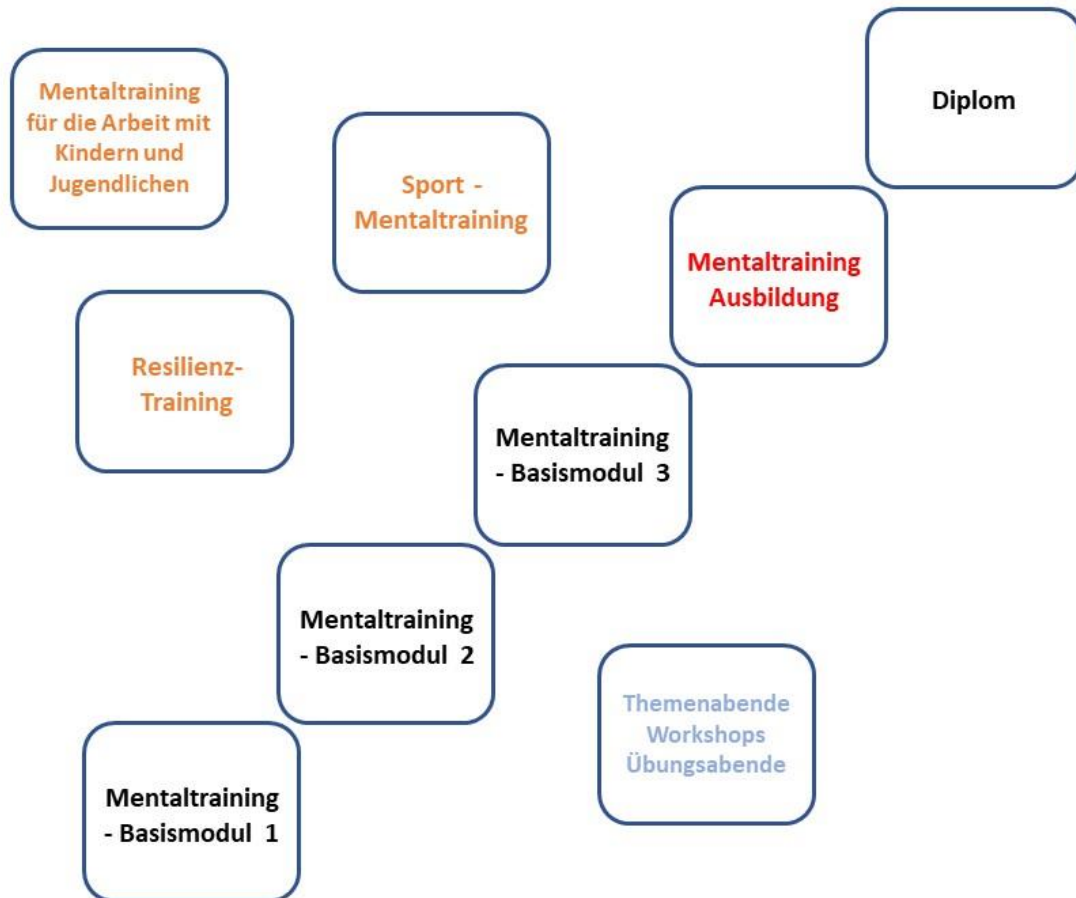 Mentaltraining
für die Arbeit mit
Kindern und
Jugendlichen
Sport -
Mentaltraining
Diplom
Mentaltraining
Ausbildung
Resilienz-
Training
Mentaltraining
- Basismodul 3
Mentaltraining
- Basismodul 2
Themenabende
Workshops
Übungsabende
Mentaltraining
- Basismodul 1